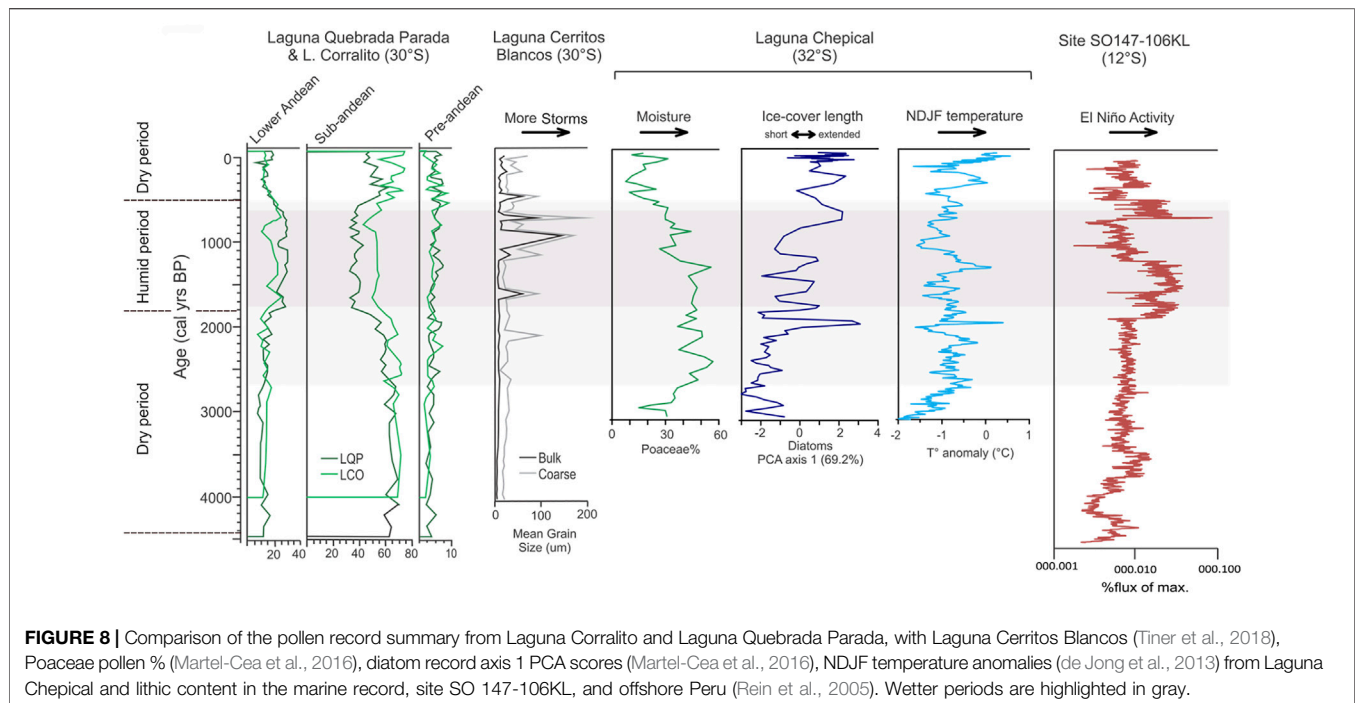 Laguna Quebrada Parada
& L. Corralito (30°S)
Laguna Cerritos
Blancos (30°S)
Laguna Chepical
(32°S)
Site SO147-106KL
(12°S)
Lower Andean
Sub-andean
Pre-andean
More Storms
Moisture
Ice-cover length
short extended
NDJF temperature
El Niño Activity
Dry period
Humid period
Dry period
Age (cal yrs BP)
0
1000
2000
3000
4000
20 40
20 40 60 80
10
LQP
LCO
Bulk
Coarse
0 100 200
Mean Grain
Size (um)
0 30 60
Poaceae%
-2 0 2 4
Diatoms
PCA axis 1 (69.2%)
-2 -1 0 1
T° anomaly (°C)
000.001 000.010 000.100
%flux of max.
FIGURE 8 | Comparison of the pollen record summary from Laguna Corralito and Laguna Quebrada Parada, with Laguna Cerritos Blancos (Tiner et al., 2018),
Poaceae pollen % (Martel-Cea et al., 2016), diatom record axis 1 PCA scores (Martel-Cea et al., 2016), NDJF temperature anomalies (de Jong et al., 2013) from Laguna
Chepical and lithic content in the marine record, site SO 147-106KL, and offshore Peru (Rein et al., 2005). Wetter periods are highlighted in gray.